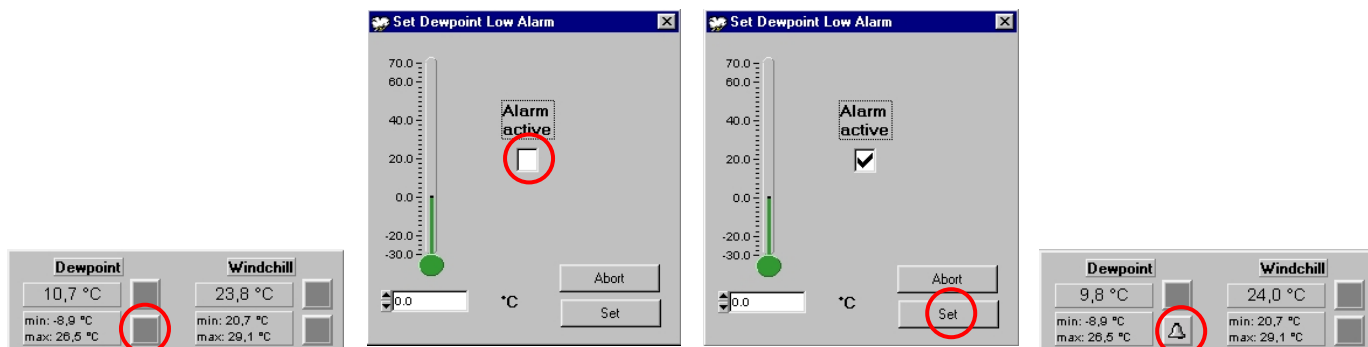 Dewpoint
10,7 °C
min: -8,9 °C
max: 26,5 °C
Windchill
23,8 °C
min: 20,7 °C
max: 29,1 °C
Set Dewpoint Low Alarm
70.0
60.0
40.0
20.0
0.0
-20.0
-30.0
Alarm
active
0.0
°C
Abort
Set
Set Dewpoint Low Alarm
70.0
60.0
40.0
20.0
0.0
-20.0
-30.0
Alarm
active
0.0
°C
Abort
Set
Dewpoint
9,8 °C
min: -8,9 °C
max: 26,5 °C
Windchill
24,0 °C
min: 20,7 °C
max: 29,1 °C